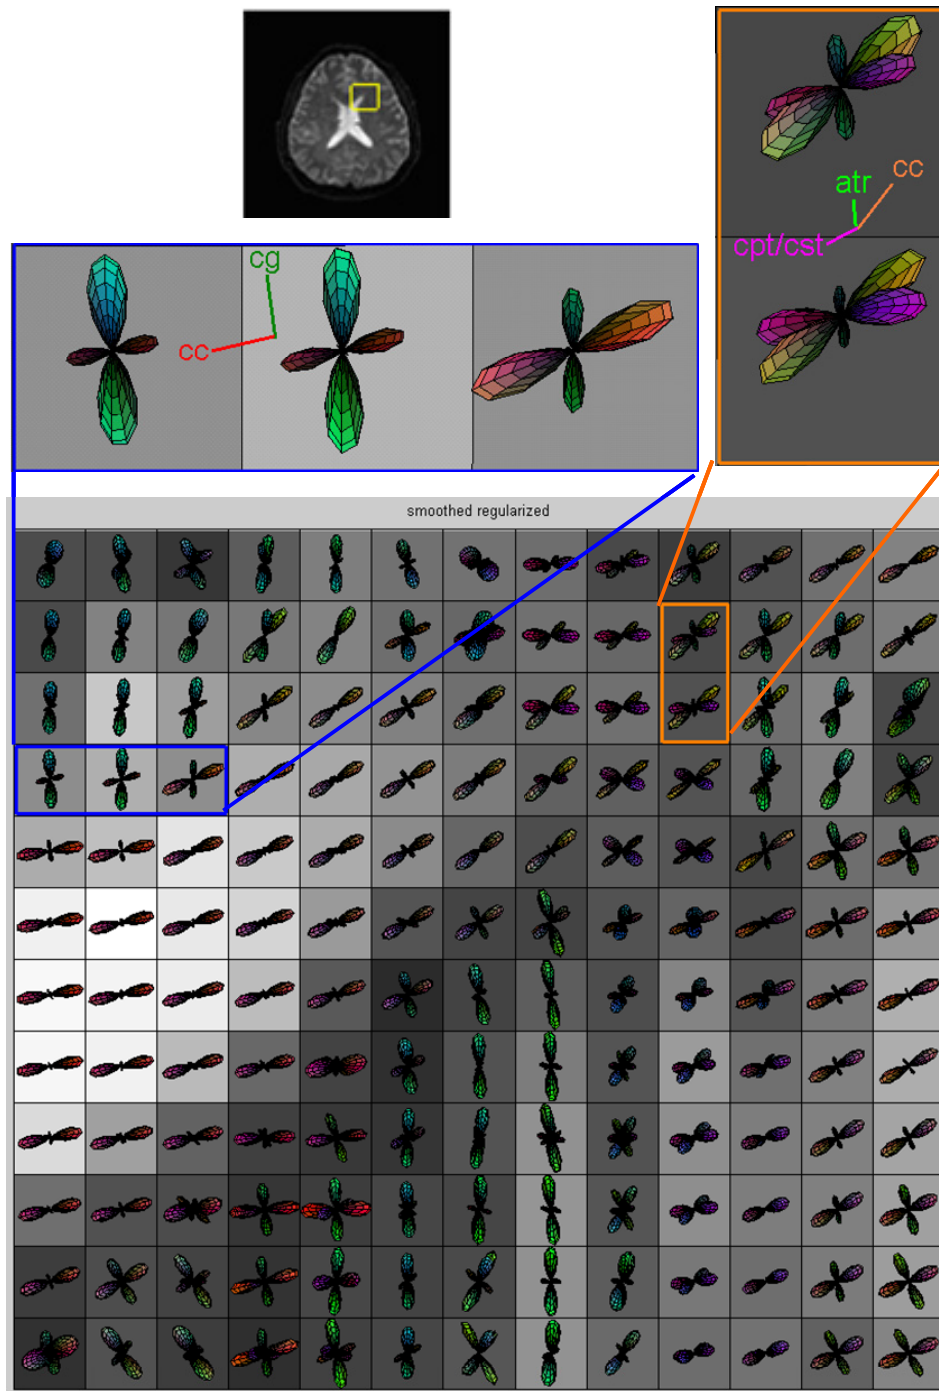 cc
atr
cpt/cst
cg
cc
smoothed regularized